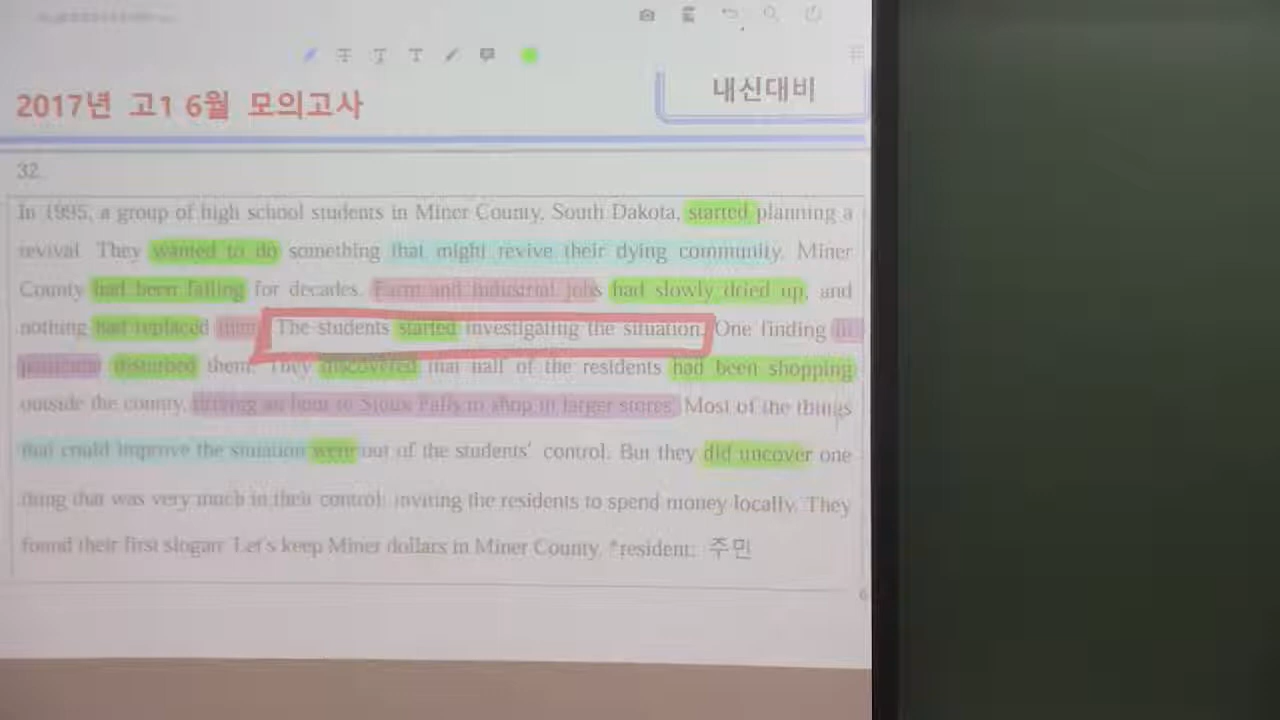 내신대비
2017년 고1 6월 모의고사
32.
In 1995, a group of high school students in Miner County, South Dakota, started planning a
revival. They wanted to do something that might revive their dying community. Miner
County had been failing for decades. Farm and industrial jobs had slowly dried up, and
nothing had replaced them. The students started investigating the situation. One finding in
particular disturbed them. They discovered that half of the residents had been shopping
outside the county, driving an hour to Sioux Falls to shop in larger stores. Most of the things
that could improve the situation were out of the students' control. But they did uncover one
thing that was very much in their control: inviting the residents to spend money locally. They
found their first slogan: Let's keep Miner dollars in Miner County. *resident: 주민
6